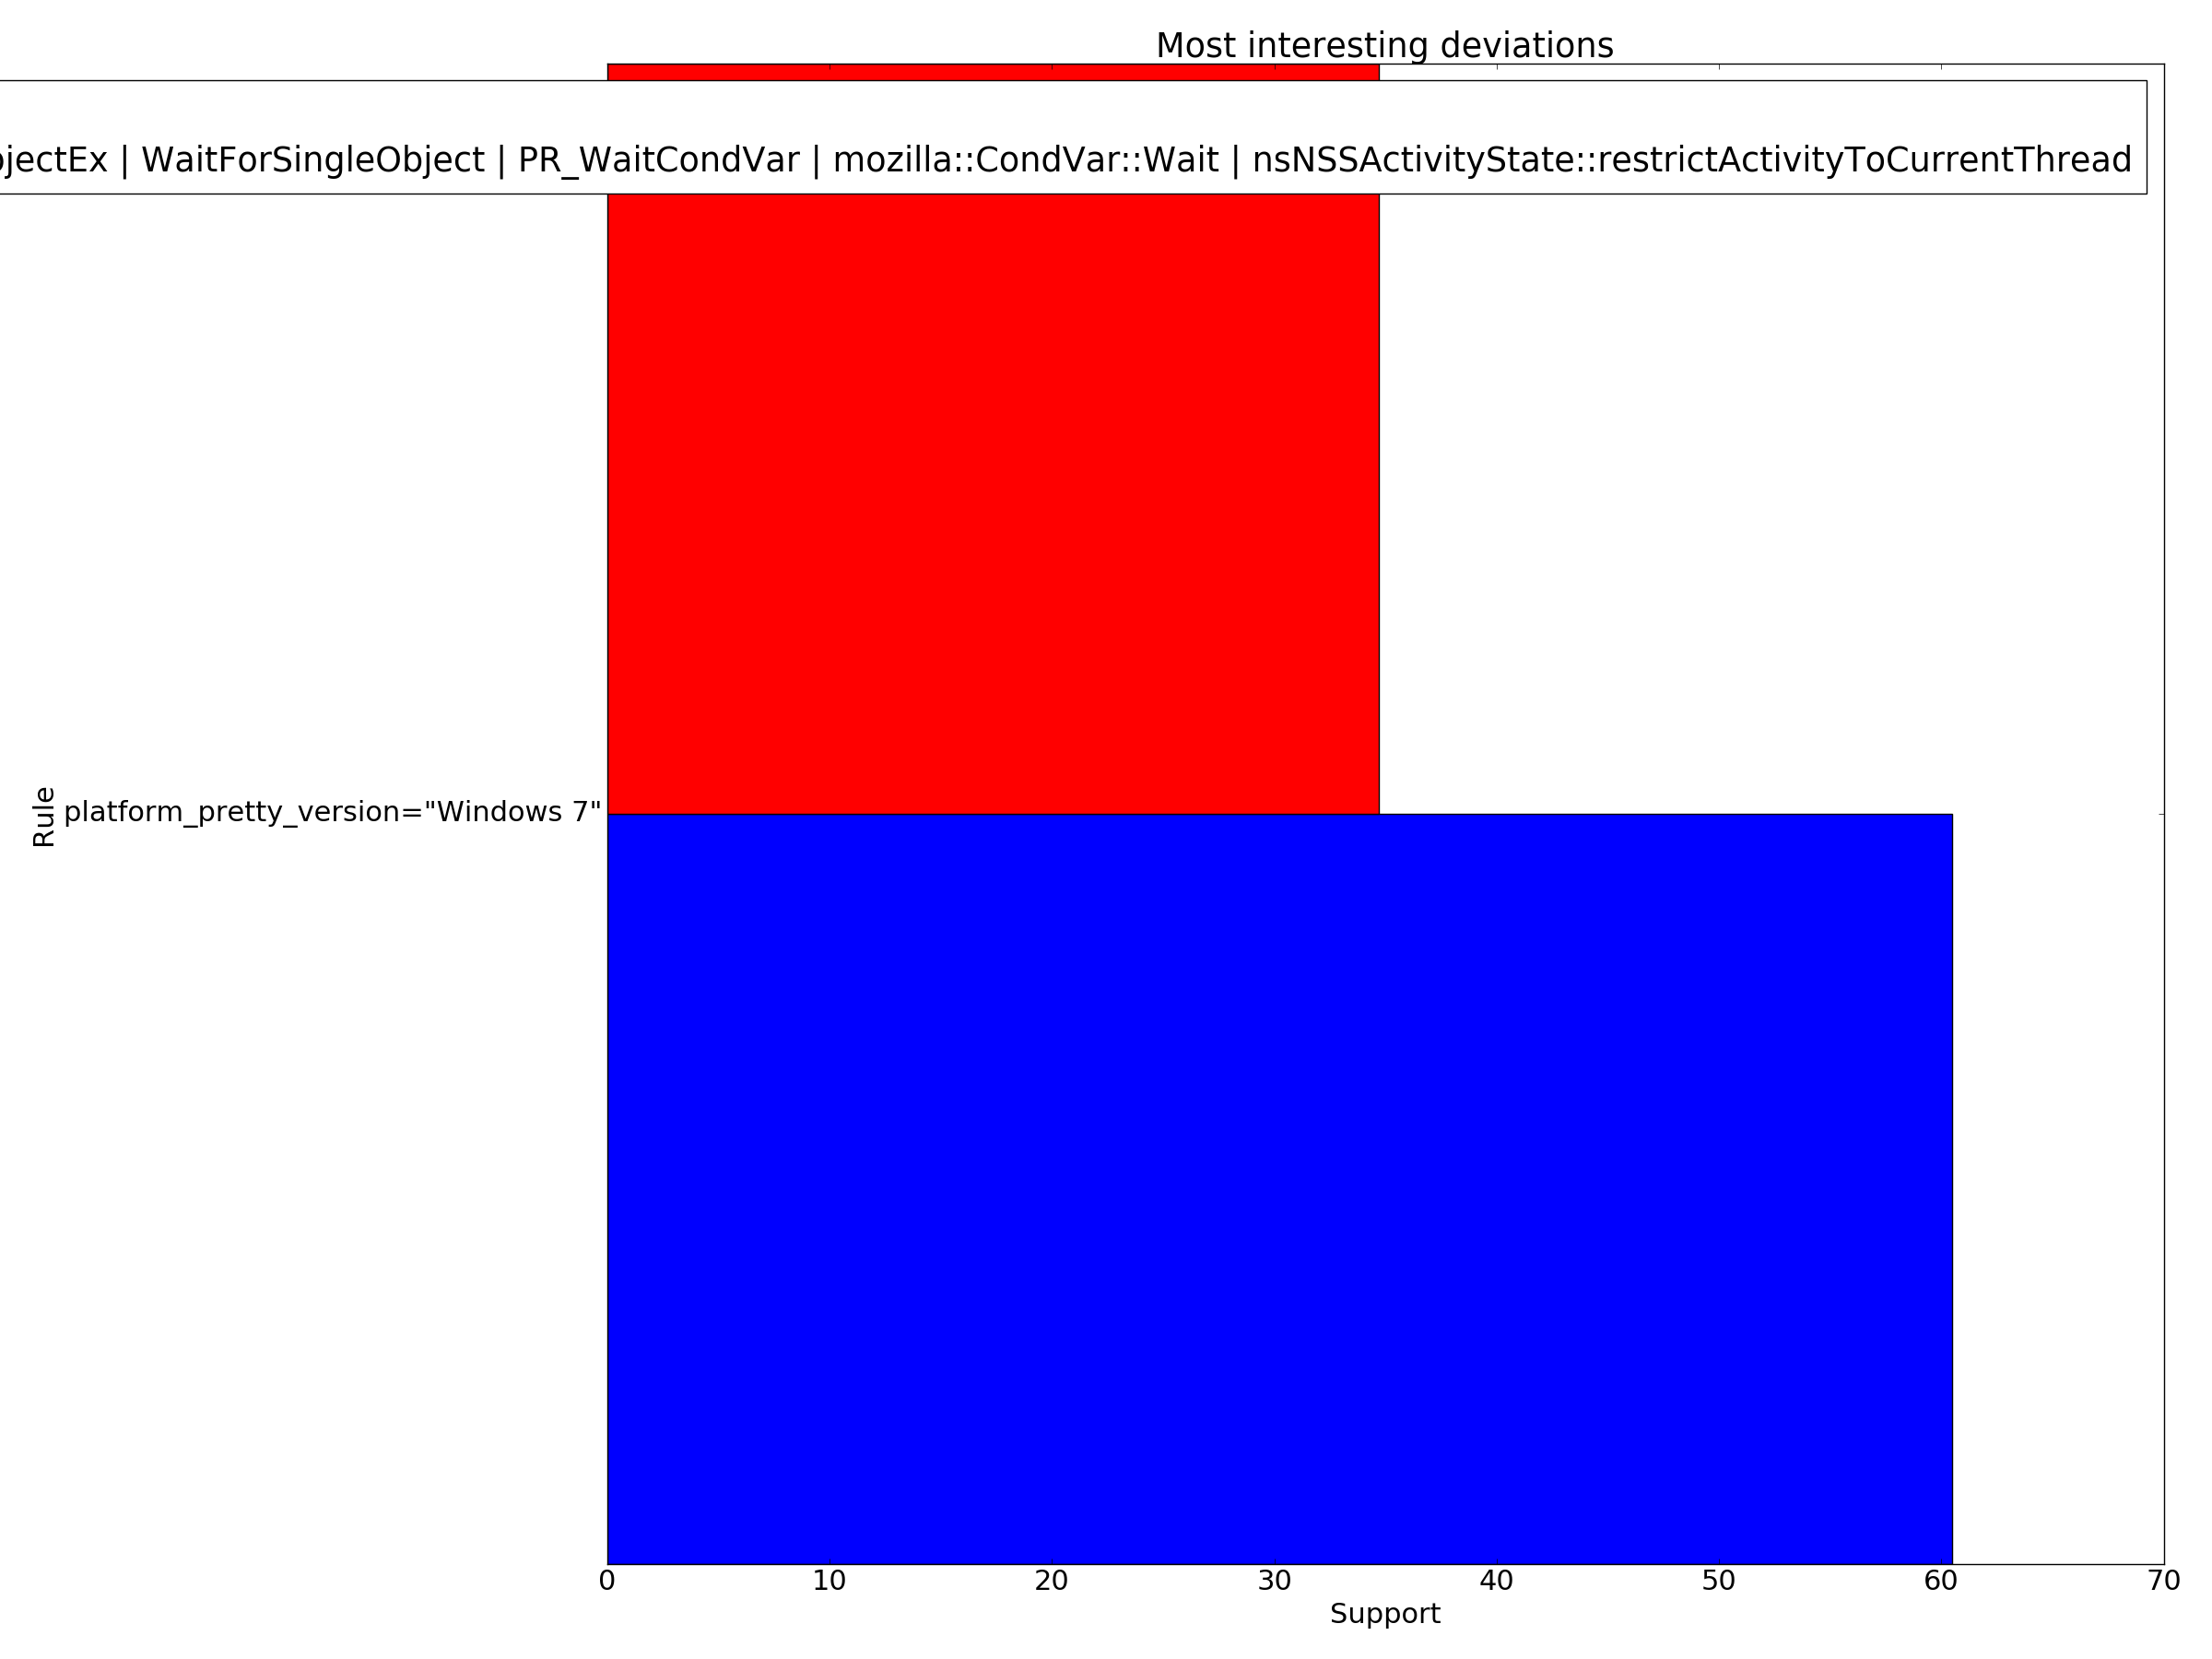 Most interesting deviations
jectEx | WaitForSingleObject | PR_WaitCondVar | mozilla::CondVar::Wait | nsNSSActivityState::restrictActivityToCurrentThread
Rule
platform_pretty_version="Windows 7"
0 10 20 30 40 50 60 70
Support